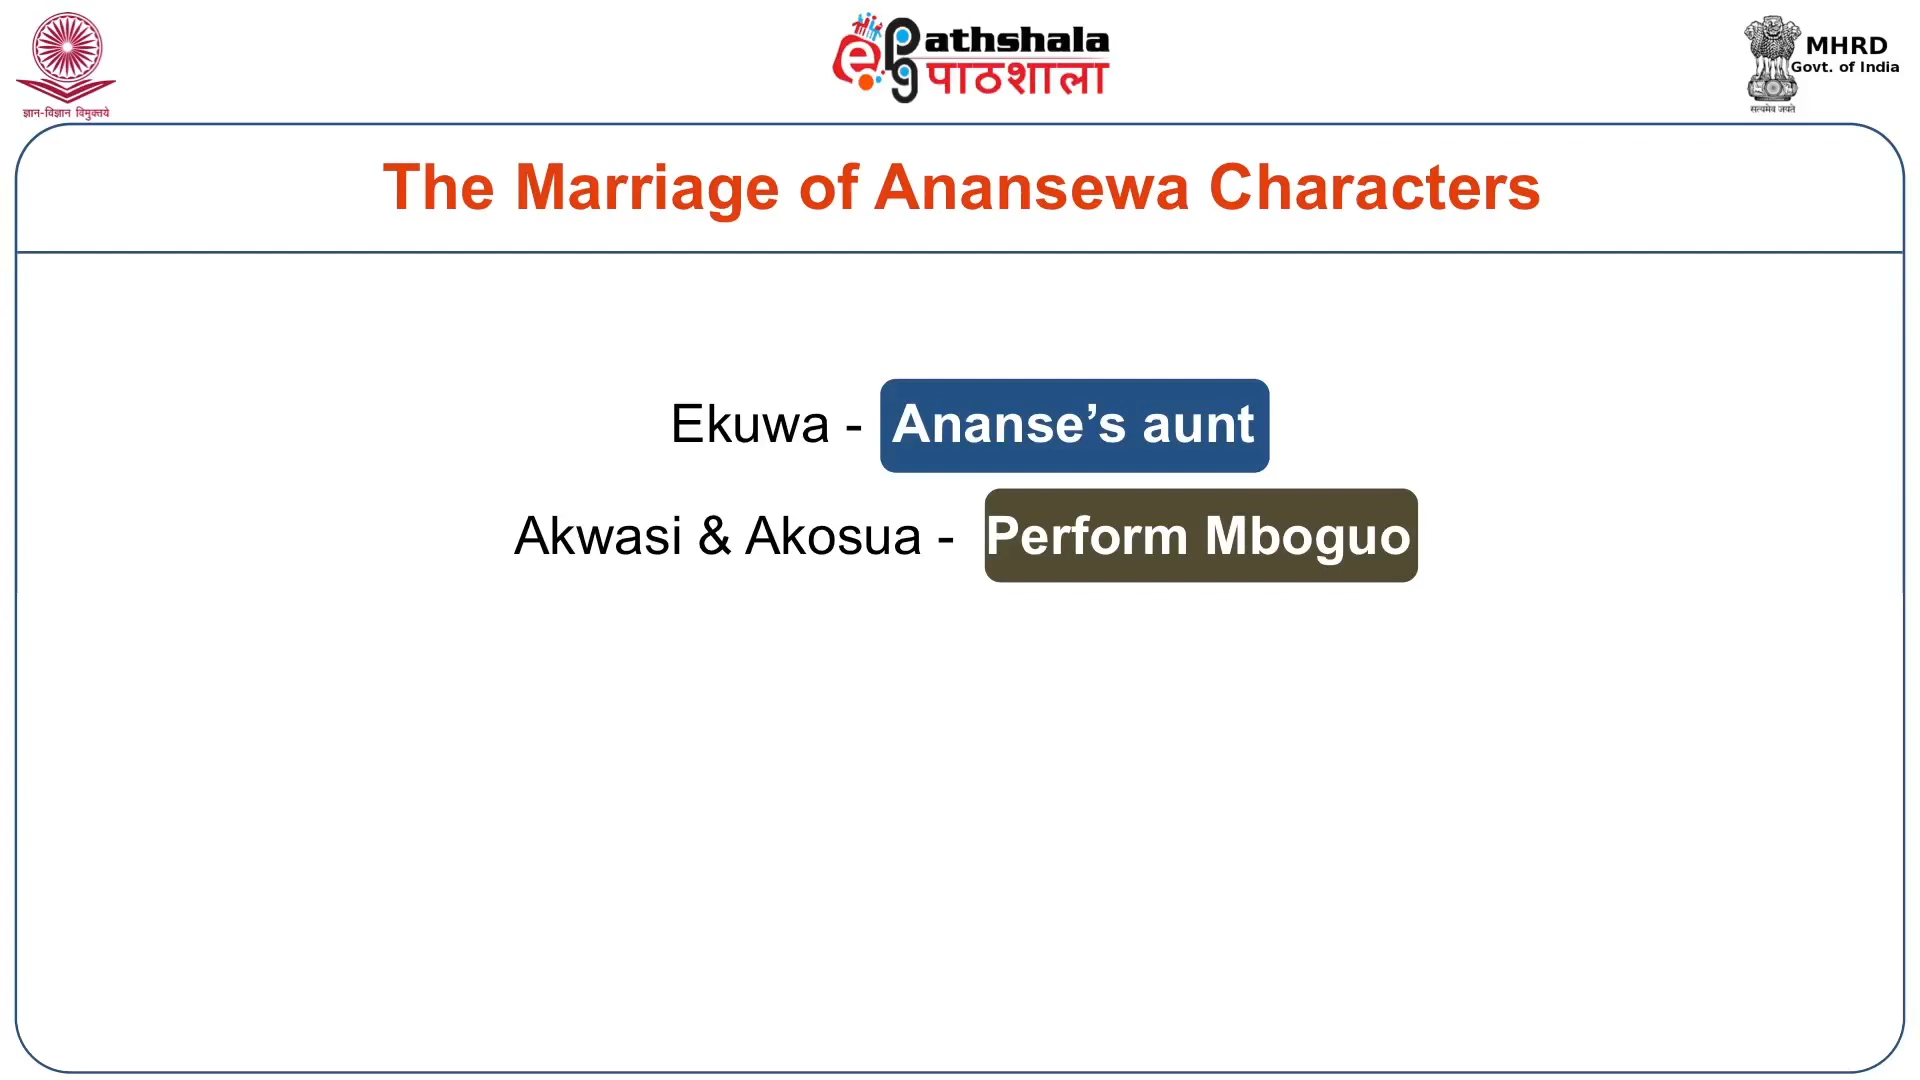 ज्ञान-विज्ञान विमुक्तये
ePathshala
पाठशाला
MHRD
Govt. of India
सत्यमेव जयते
The Marriage of Anansewa Characters
Ekuwa - Ananse’s aunt
Akwasi & Akosua - Perform Mboguo